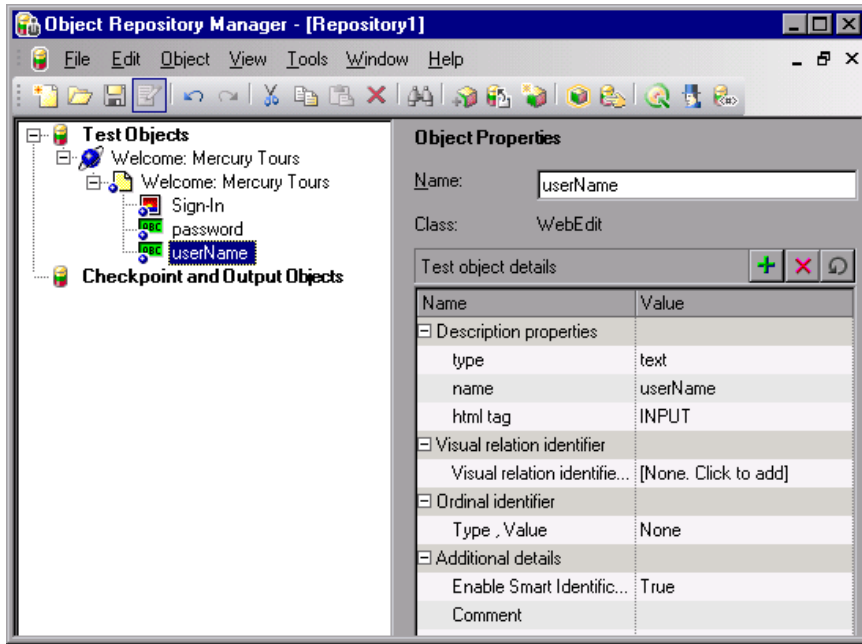 Object Repository Manager - [Repository1]
File Edit Object View Tools Window Help
Test Objects
Welcome: Mercury Tours
Welcome: Mercury Tours
Sign-In
ABC password
ABC userName
Checkpoint and Output Objects
Object Properties
Name: userName
Class: WebEdit
Test object details
Name Value
Description properties
type text
name userName
html tag INPUT
Visual relation identifier
Visual relation identifie... [None. Click to add]
Ordinal identifier
Type , Value None
Additional details
Enable Smart Identific... True
Comment